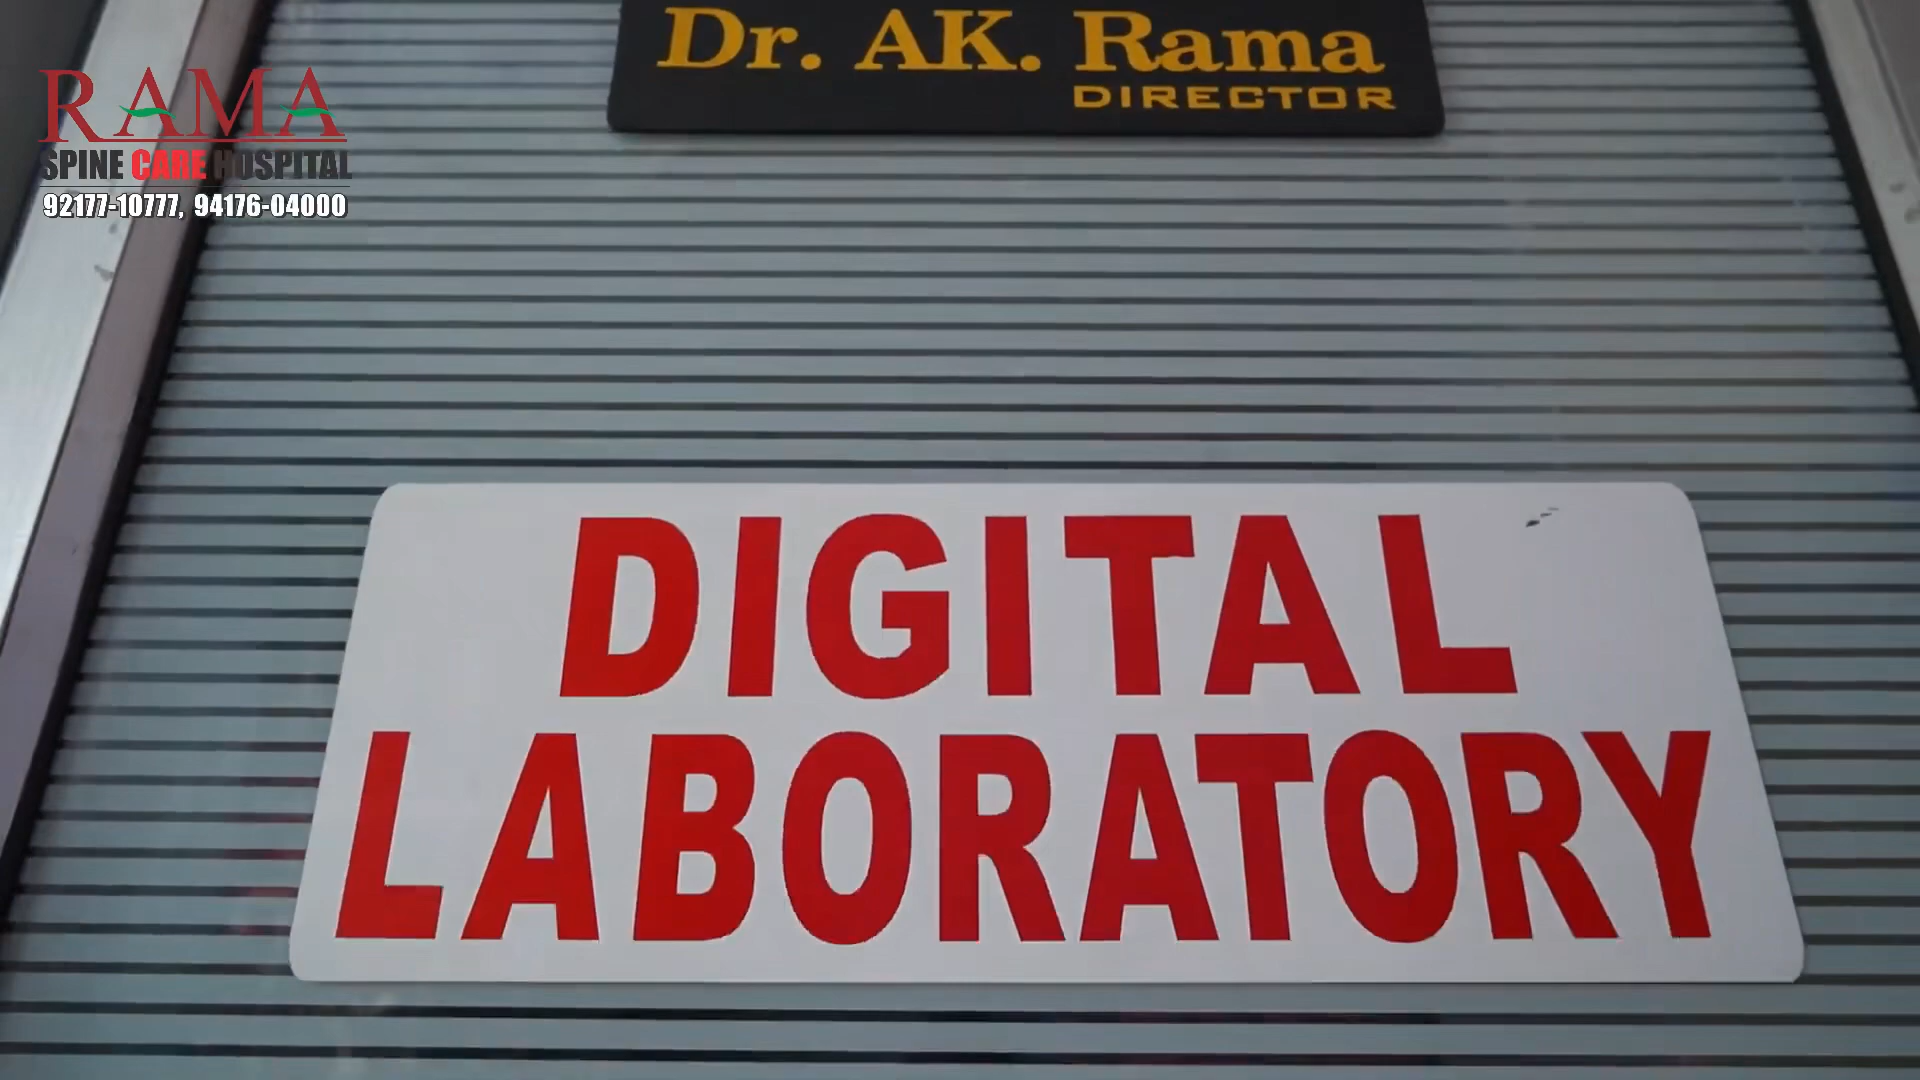 Dr. AK. Rama
DIRECTOR
RAMA
SPINE CARE HOSPITAL
92177-10777, 94176-04000
DIGITAL
LABORATORY